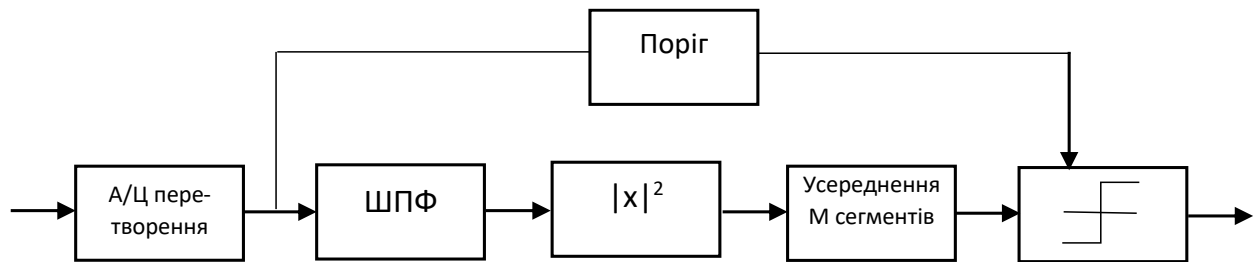 Поріг
А/Ц пере-
творення
ШПФ
|x|²
Усереднення
М сегментів